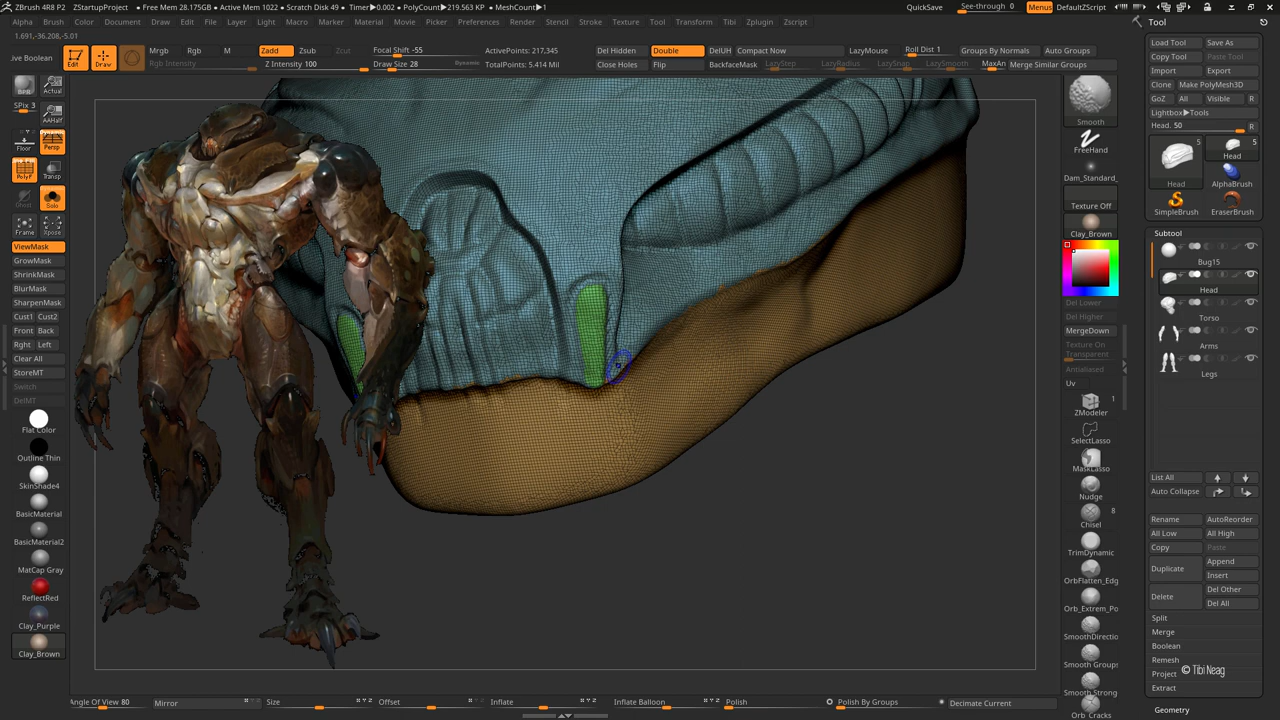 ZBrush 4R8 P2   ZStartupProject   • Free Mem 28.175GB • Active Mem 1022 • Scratch Disk 49 • Timer▶0.002 • PolyCount▶219.563 KP • MeshCount▶1
QuickSave
See-through 0
Menus
DefaultZScript
Alpha Brush Color Document Draw Edit File Layer Light Macro Marker Material Movie Picker Preferences Render Stencil Stroke Texture Tool Transform Tibi Zplugin Zscript
1.691,-36.208,-5.01
ive Boolean
Edit
Draw
Mrgb Rgb M
Rgb Intensity
Zadd Zsub Zcut
Z Intensity 100
Focal Shift -55
Draw Size 28
Dynamic
ActivePoints: 217,345
TotalPoints: 5.414 Mil
Del Hidden Double DelUH Compact Now LazyMouse Roll Dist 1 Groups By Normals Auto Groups
Close Holes Flip BackfaceMask LazyStep LazyRadius LazySnap LazySmooth MaxAn Merge Similar Groups
BPR
SPix 3
Actual
AAHalf
Floor
Persp
PolyF
Transp
Ghost
Solo
Frame
Xpose
ViewMask
GrowMask
ShrinkMask
BlurMask
SharpenMask
Cust1 Cust2
Front Back
Rght Left
Clear All
StoreMT
Switch
DelMT
Flat Color
Outline Thin
SkinShade4
BasicMaterial
BasicMaterial2
MatCap Gray
ReflectRed
Clay_Purple
Clay_Brown
Smooth
FreeHand
Dam_Standard_
Texture Off
Clay_Brown
Del Lower
Del Higher
MergeDown
Texture On
Transparent
Antialiased
Uv
ZModeler
1
SelectLasso
MaskLasso
Nudge
Chisel
8
TrimDynamic
OrbFlatten_Edg
Orb_Extrem_Po
SmoothDirectio
Smooth Groups
Smooth_Strong
Orb_Cracks
Tool
Load Tool Save As
Copy Tool Paste Tool
Import Export
Clone Make PolyMesh3D
GoZ All Visible R
Lightbox▶Tools
Head. 50 R
5
Head
5
Head
AlphaBrush
SimpleBrush
EraserBrush
Subtool
Bug15
Head
Torso
Arms
Legs
List All
Auto Collapse
Rename AutoReorder
All Low All High
Copy Paste
Duplicate
Append
Insert
Delete
Del Other
Del All
Split
Merge
Boolean
Remesh
Project
© Tibi Neag
Extract
Geometry
Angle Of View 80
Mirror
Size
Offset
Inflate
Inflate Balloon
Polish
Polish By Groups
Decimate Current